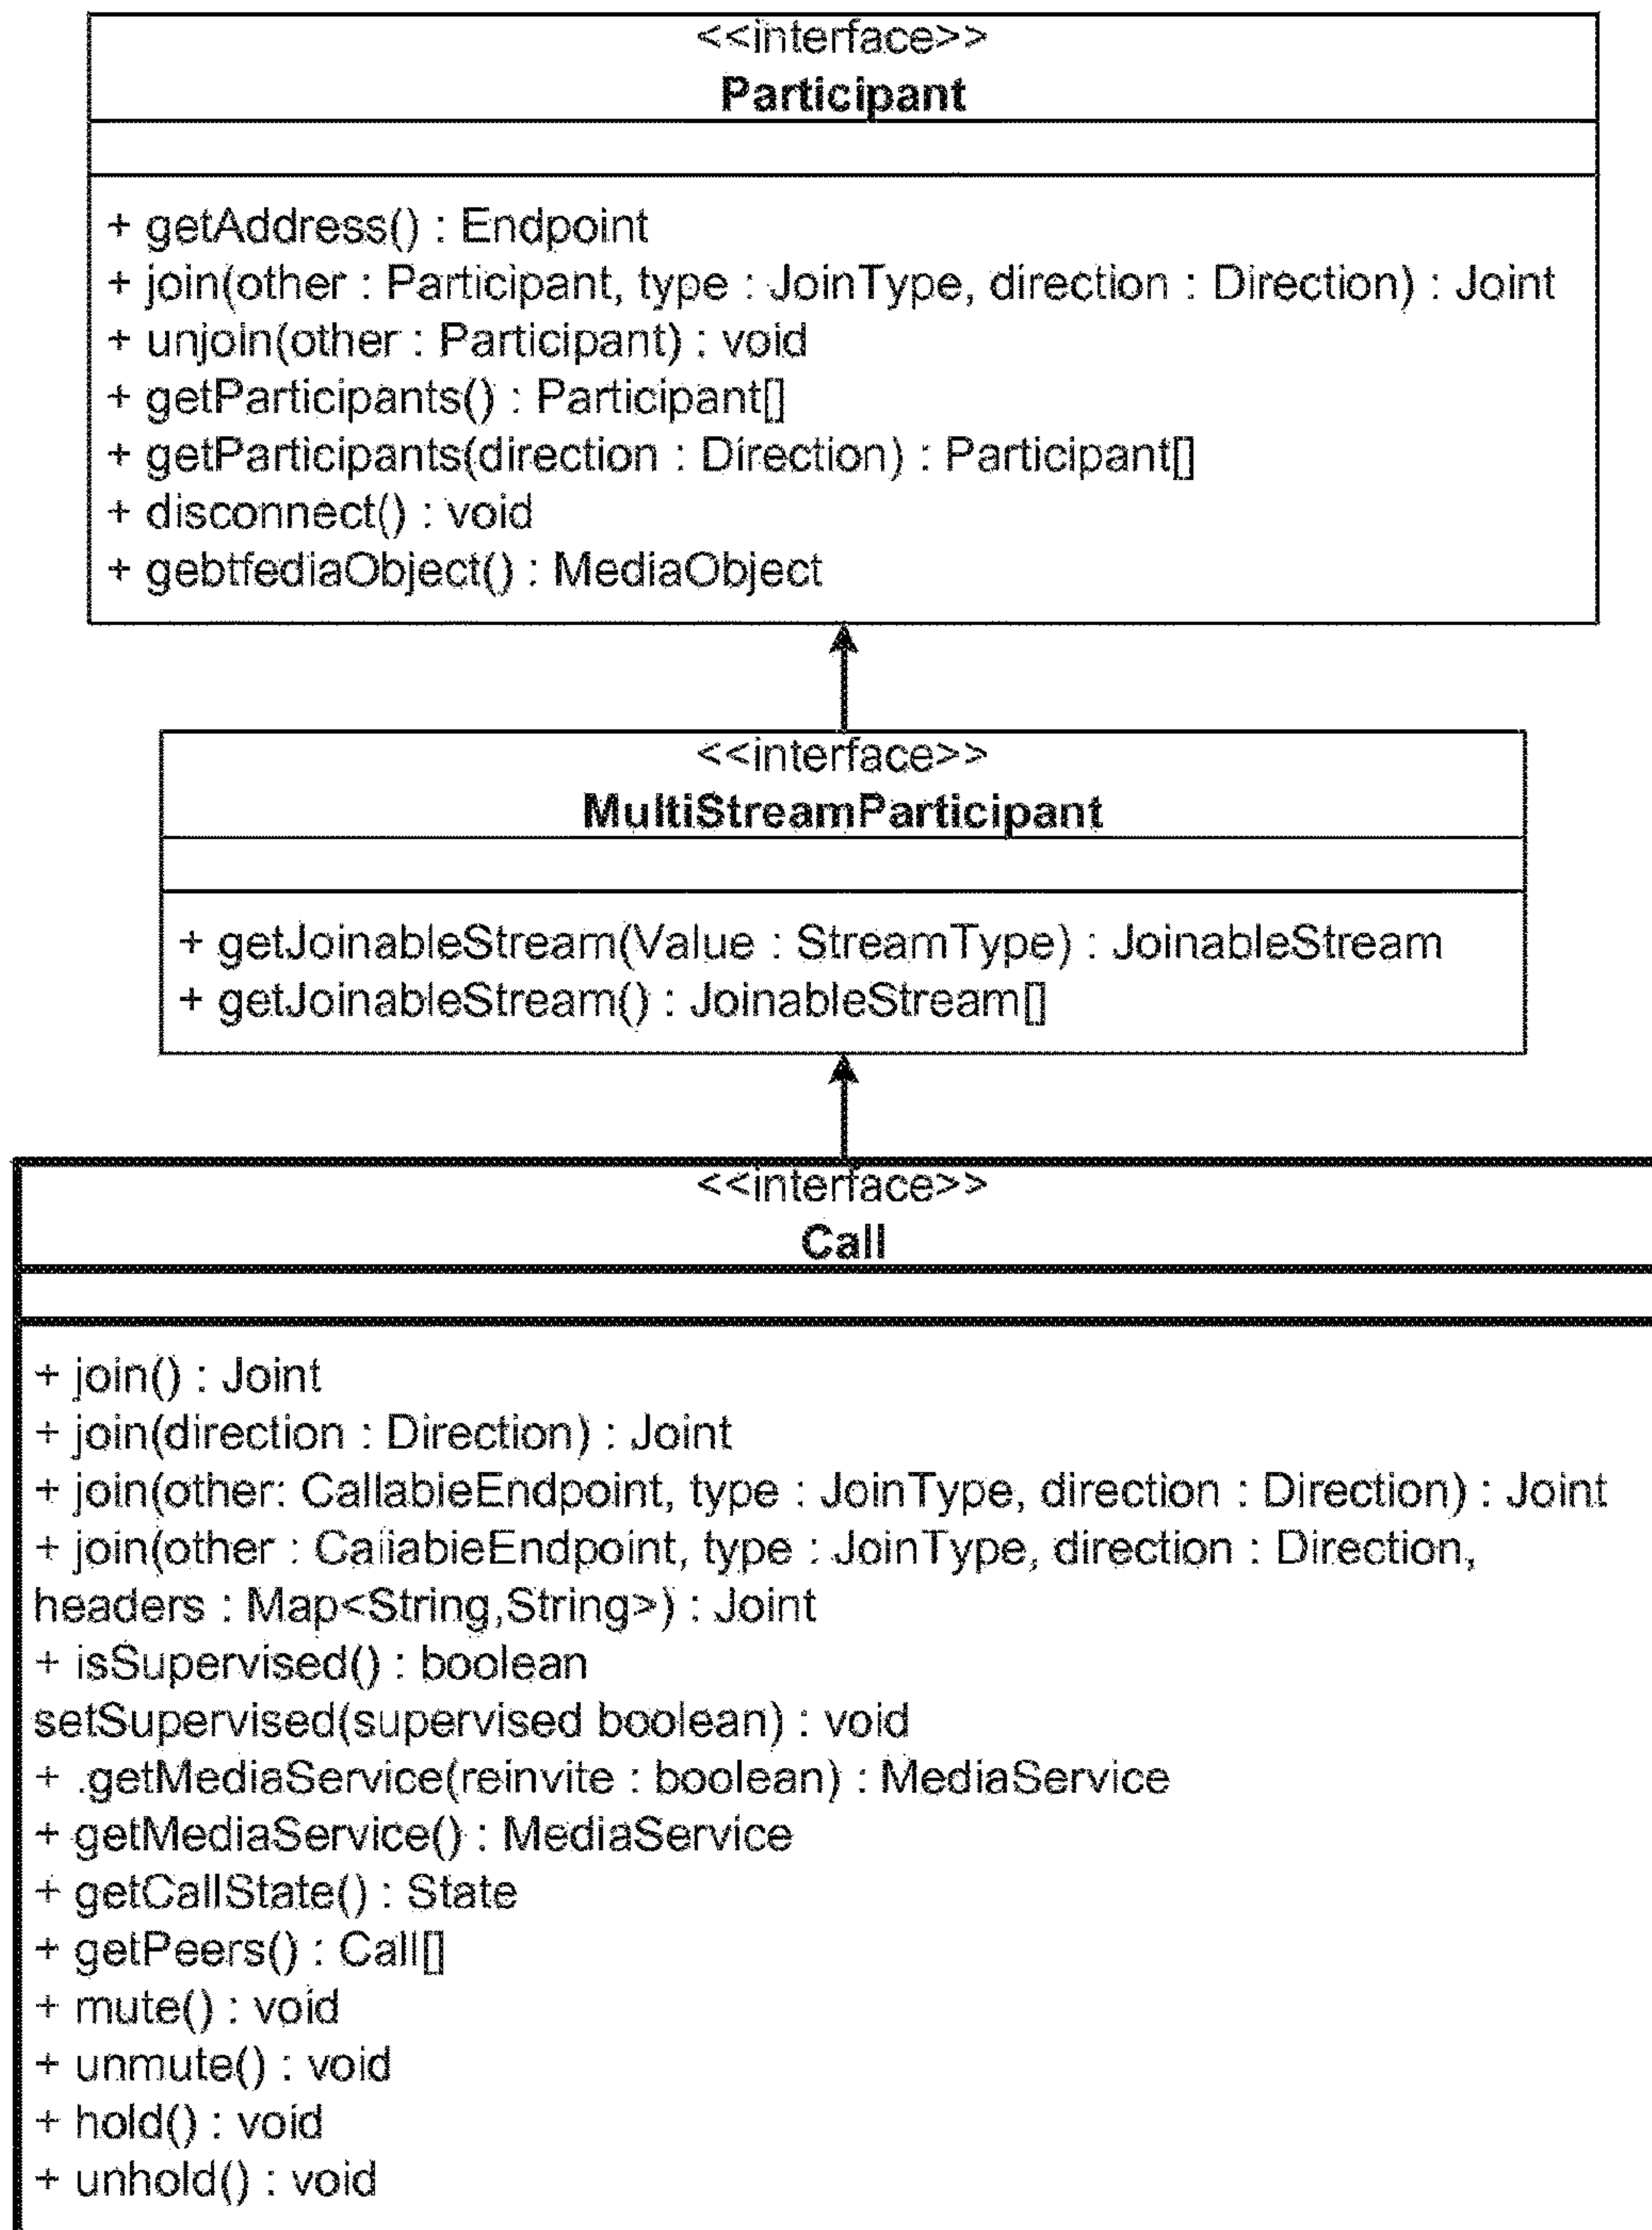 <<interface>>
Participant
+ getAddress() : Endpoint
+ join(other : Participant, type : JoinType, direction : Direction) : Joint
+ unjoin(other : Participant) : void
+ getParticipants() : Participant[]
+ getParticipants(direction : Direction) : Participant[]
+ disconnect() : void
+ gebtfediaObject() : MediaObject
<<interface>>
MultiStreamParticipant
+ getJoinableStream(Value : StreamType) : JoinableStream
+ getJoinableStream() : JoinableStream[]
<<interface>>
Call
+ join() : Joint
+ join(direction : Direction) : Joint
+ join(other: CallabieEndpoint, type : JoinType, direction : Direction) : Joint
+ join(other : CaiiabieEndpoint, type : JoinType, direction : Direction,
headers : Map<String,String>) : Joint
+ isSupervised() : boolean
setSupervised(supervised boolean) : void
+ .getMediaService(reinvite : boolean) : MediaService
+ getMediaService() : MediaService
+ getCallState() : State
+ getPeers() : Call[]
+ mute() : void
+ unmute() : void
+ hold() : void
+ unhold() : void